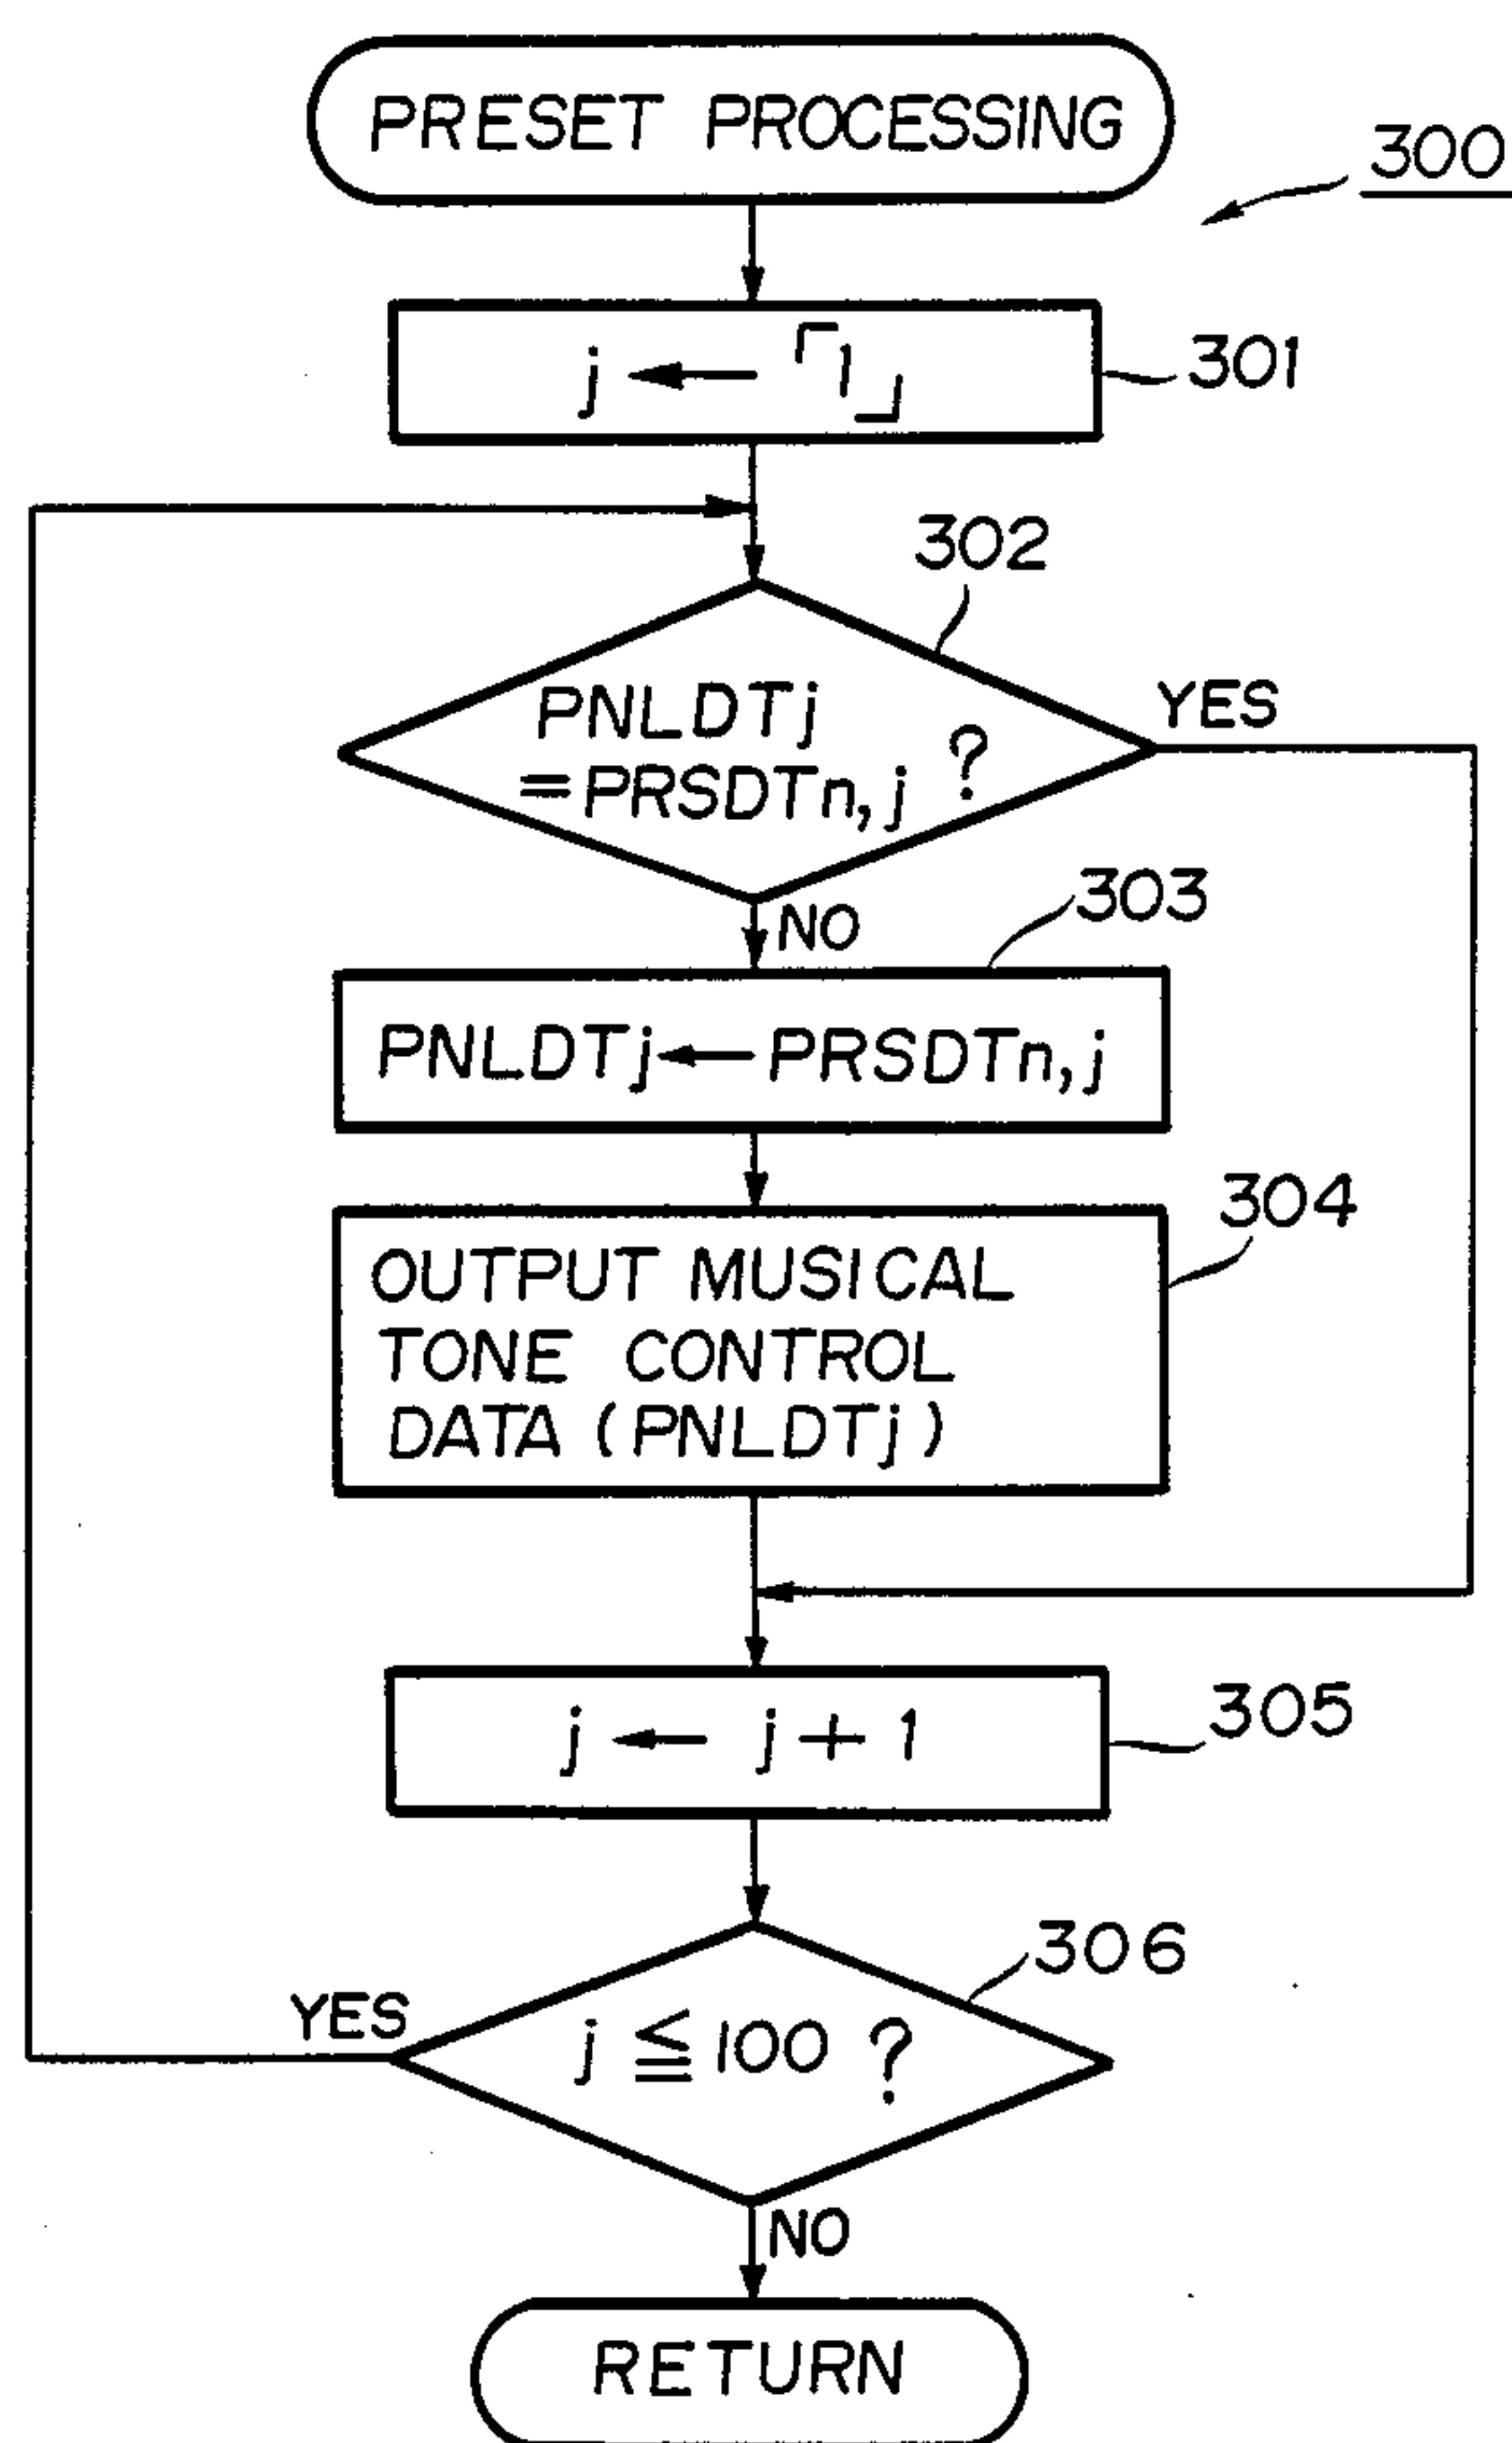 PRESET PROCESSING
300
j ← 「1」
301
302
PNLDTj
=PRSDTn,j ?
YES
NO
303
PNLDTj ← PRSDTn,j
304
OUTPUT MUSICAL
TONE CONTROL
DATA (PNLDTj)
j ← j + 1
305
306
j ≦ 100 ?
YES
NO
RETURN